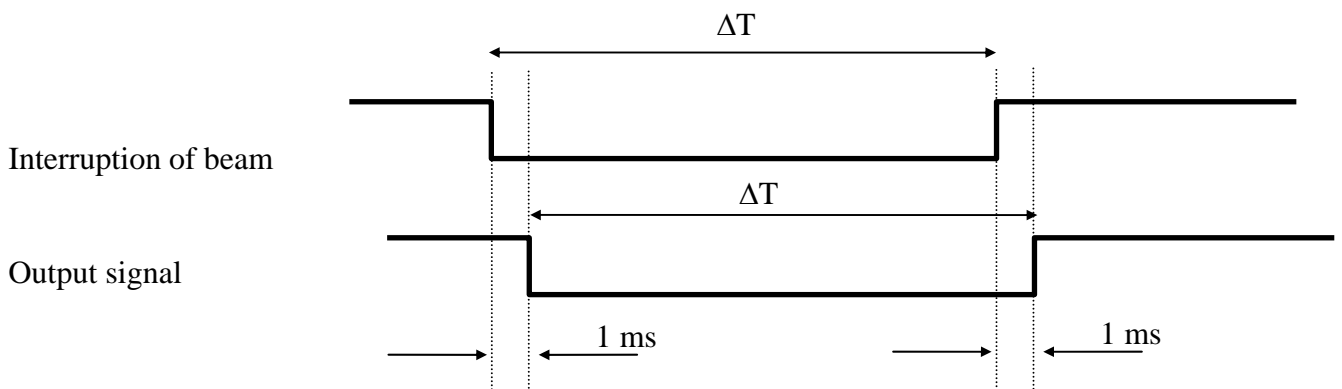 ΔT
Interruption of beam
ΔT
Output signal
1 ms
1 ms